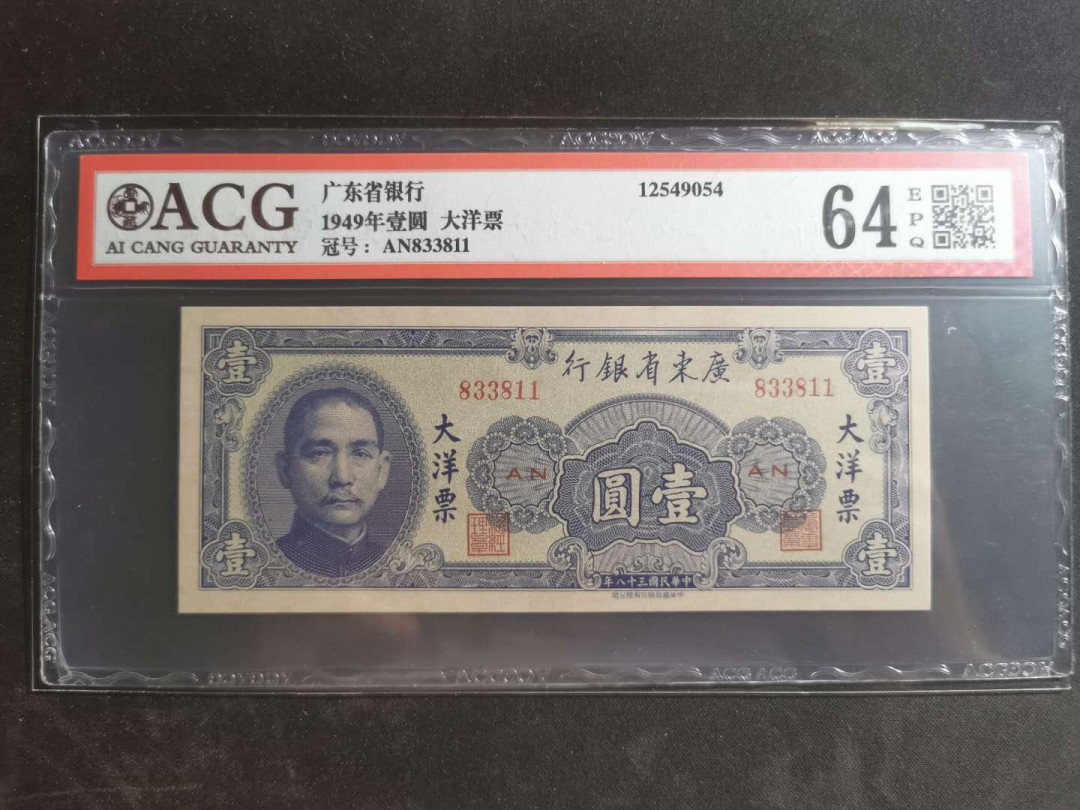 ACG
AI CANG GUARANTY
广东省银行
1949年壹圆 大洋票
冠号: AN833811
12549054
64
EPQ
廣東省銀行
833811
833811
大洋票
大洋票
AN
AN
壹圓
壹
壹
壹
壹
中華民國三十八年